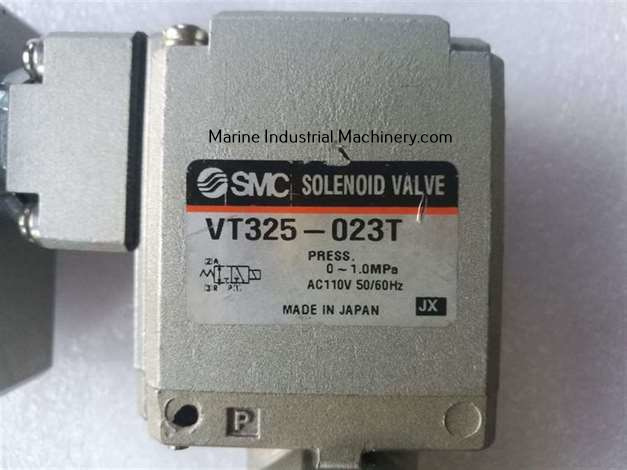 Marine Industrial Machinery.com
SMC SOLENOID VALVE
VT325-023T
PRESS.
0~1.0MPa
AC110V 50/60Hz
MADE IN JAPAN JX
P